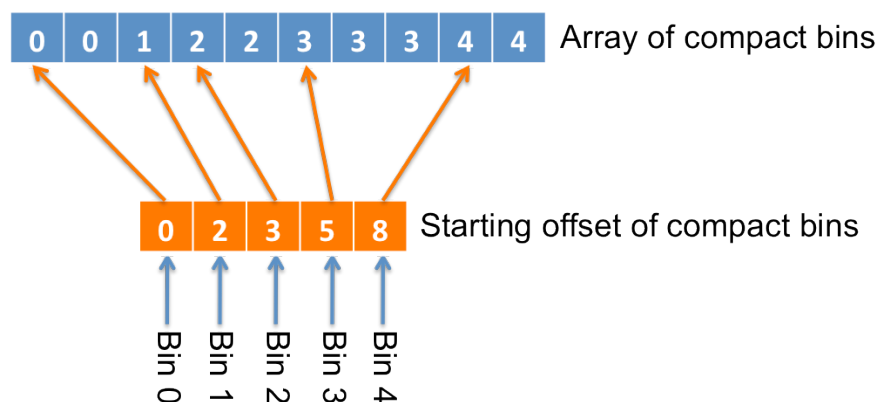 0 0 1 2 2 3 3 3 4 4 Array of compact bins
0 2 3 5 8 Starting offset of compact bins
Bin 0
Bin 1
Bin 2
Bin 3
Bin 4